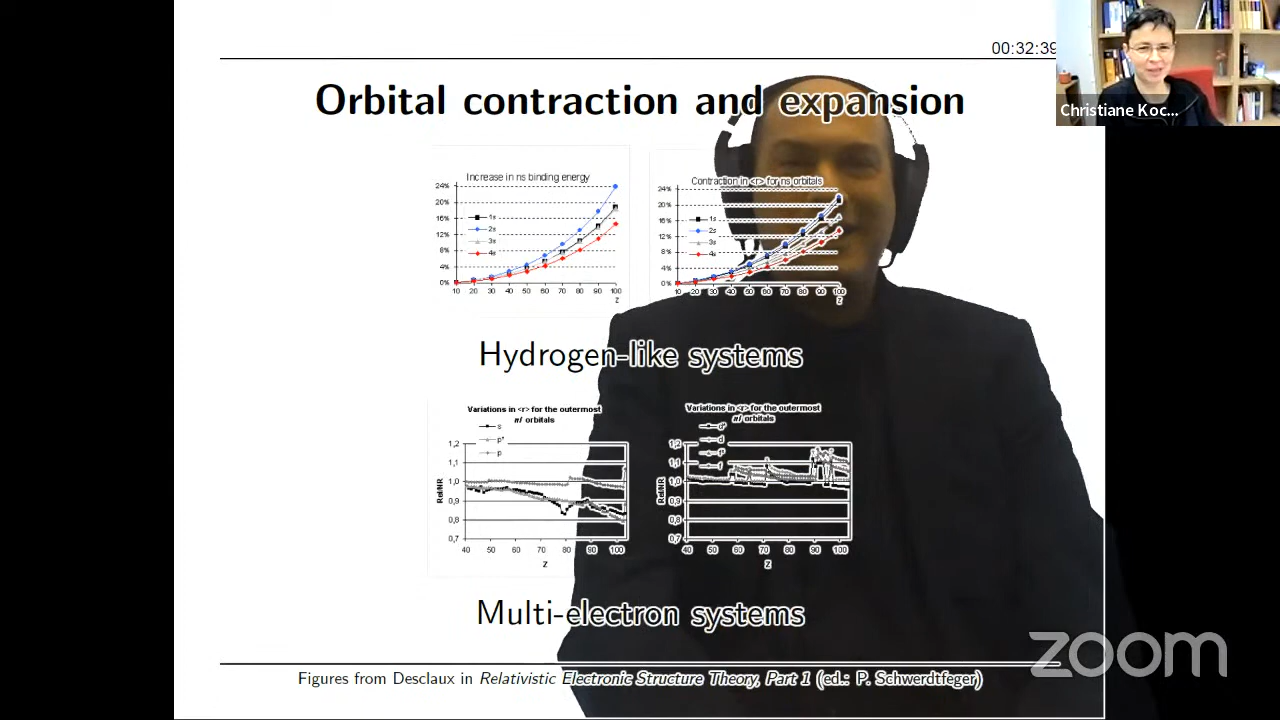 00:32:39
Christiane Koc...
Orbital contraction and expansion
Increase in ns binding energy
24%
20%
16%
12%
8%
4%
0%
1s
2s
3s
4s
10 20 30 40 50 60 70 80 90 100
Z
Contraction in <r> for ns orbitals
24%
20%
16%
12%
8%
4%
0%
1s
2s
3s
4s
10 20 30 40 50 60 70 80 90 100
Z
Hydrogen-like systems
Variations in <r> for the outermost
nl orbitals
s
p*
p
1,2
1,1
1,0
0,9
0,8
0,7
Rel/NR
40 50 60 70 80 90 100
Z
Variations in <r> for the outermost
nl orbitals
d*
d
f*
f
1,2
1,1
1,0
0,9
0,8
0,7
Rel/NR
40 50 60 70 80 90 100
Z
Multi-electron systems
zoom
Figures from Desclaux in Relativistic Electronic Structure Theory, Part 1 (ed.: P. Schwerdtfeger)